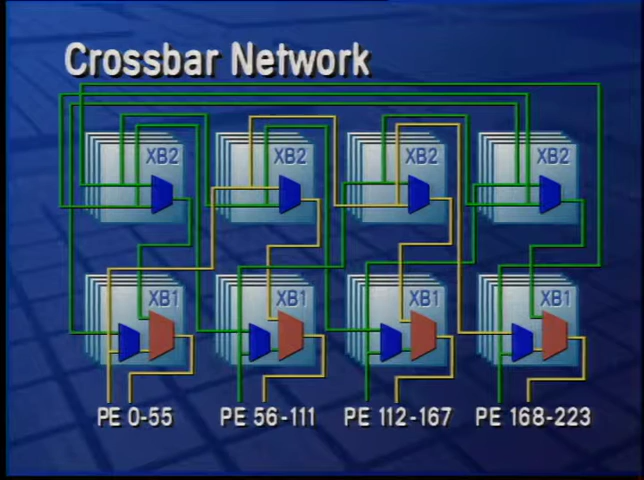 Crossbar Network
XB2 XB2 XB2 XB2
XB1 XB1 XB1 XB1
PE 0-55 PE 56-111 PE 112-167 PE 168-223